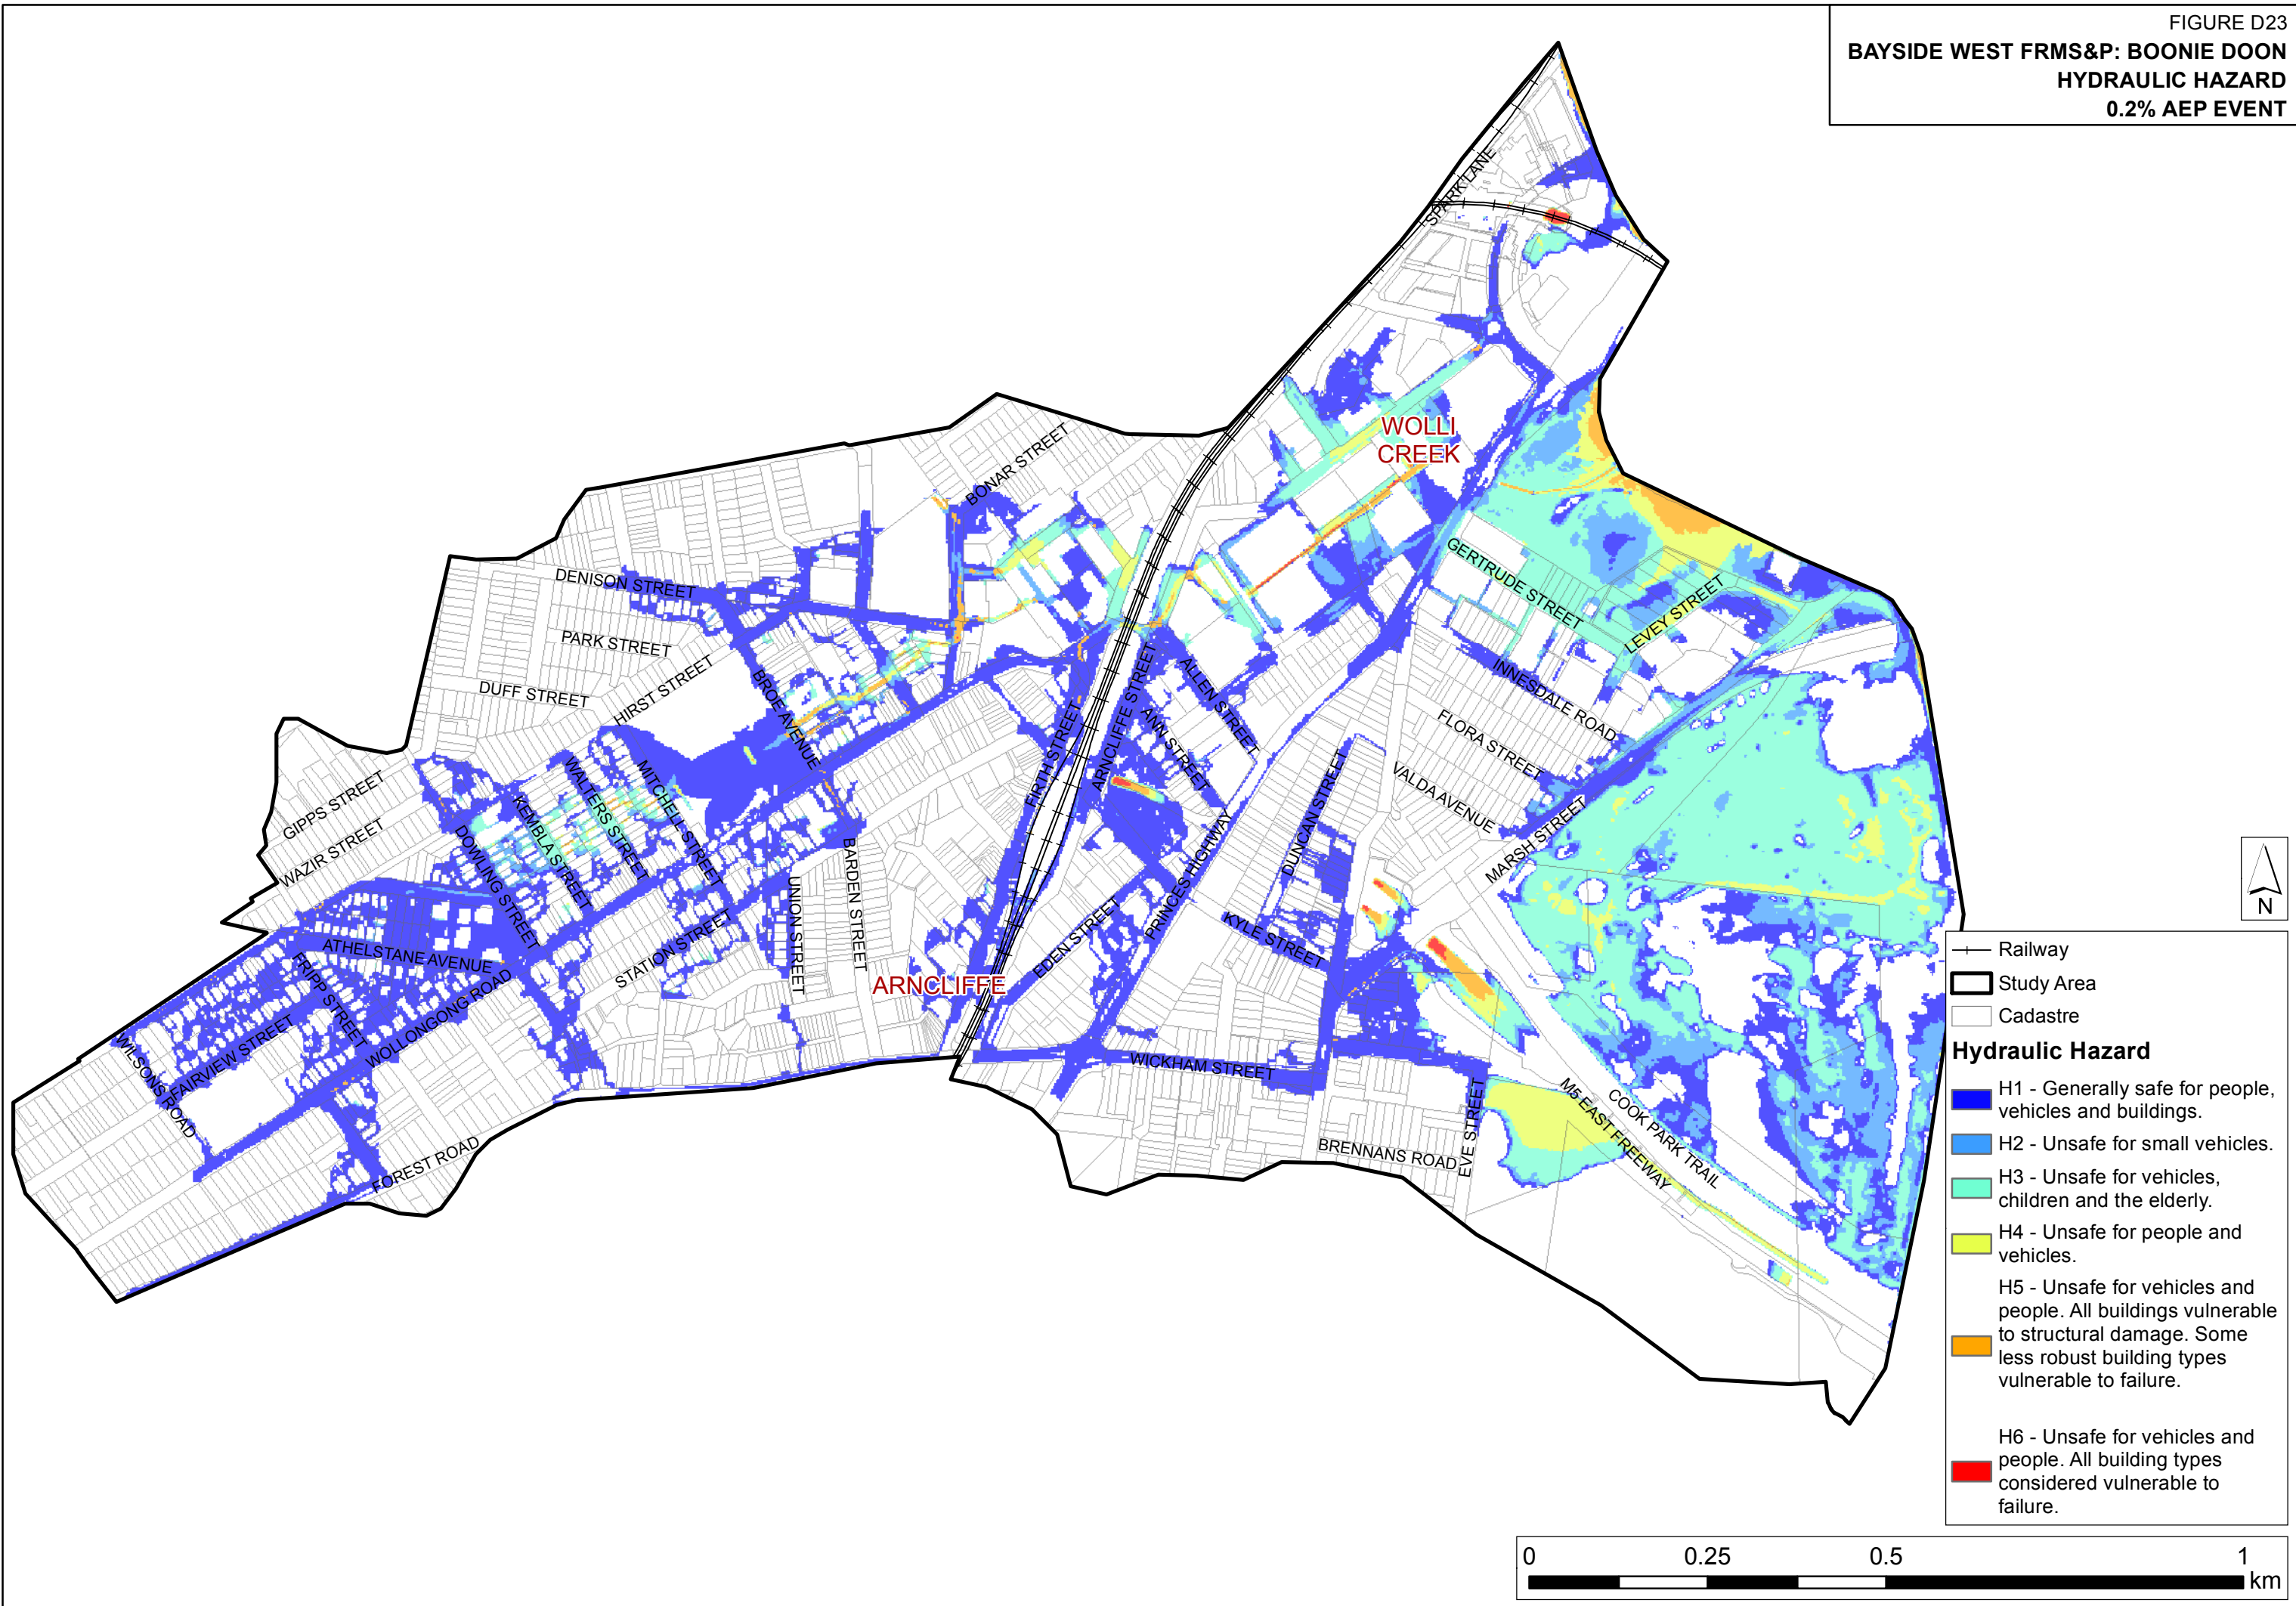 FIGURE D23
BAYSIDE WEST FRMS&P: BOONIE DOON
HYDRAULIC HAZARD
0.2% AEP EVENT
SPARK LANE
WOLLI
CREEK
BONAR STREET
DENISON STREET
PARK STREET
DUFF STREET
HIRST STREET
BROE AVENUE
GERTRUDE STREET
LEVEY STREET
INNESDALE ROAD
FLORA STREET
VALDA AVENUE
MARSH STREET
ALLEN STREET
ANN STREET
ARNCLIFFE STREET
FIRTH STREET
DUNCAN STREET
PRINCES HIGHWAY
KYLE STREET
EDEN STREET
GIPPS STREET
WAZIR STREET
DOWLING STREET
KEMBLA STREET
WALTERS STREET
MITCHELL STREET
UNION STREET
BARDEN STREET
STATION STREET
ARNCLIFFE
ATHELSTANE AVENUE
FRIPP STREET
FAIRVIEW STREET
WILSONS ROAD
WOLLONGONG ROAD
FOREST ROAD
WICKHAM STREET
BRENNANS ROAD
EVE STREET
M5 EAST FREEWAY
COOK PARK TRAIL
N
Railway
Study Area
Cadastre
Hydraulic Hazard
H1 - Generally safe for people,
vehicles and buildings.
H2 - Unsafe for small vehicles.
H3 - Unsafe for vehicles,
children and the elderly.
H4 - Unsafe for people and
vehicles.
H5 - Unsafe for vehicles and
people. All buildings vulnerable
to structural damage. Some
less robust building types
vulnerable to failure.
H6 - Unsafe for vehicles and
people. All building types
considered vulnerable to
failure.
0 0.25 0.5 1
km